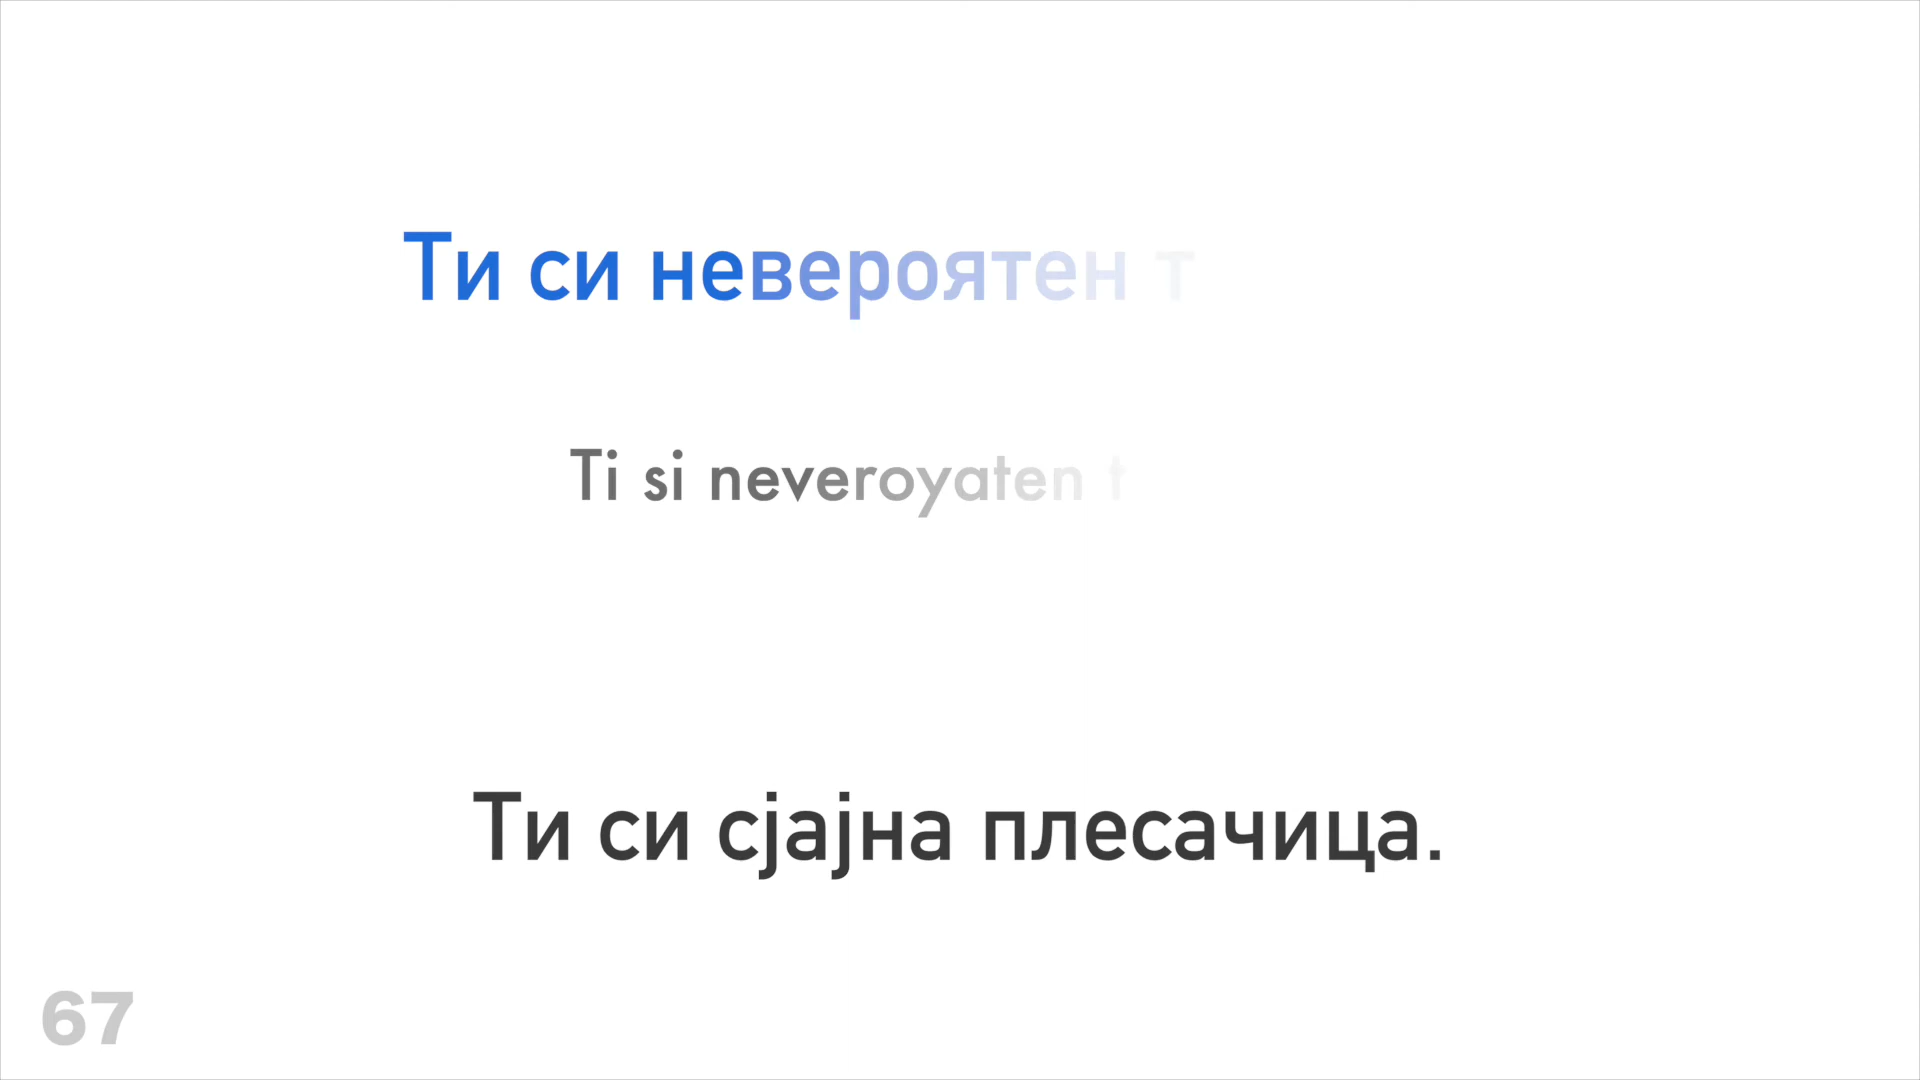 Ти си невероятен т
Ti si neveroyaten t
Ти си сјајна плесачица.
67